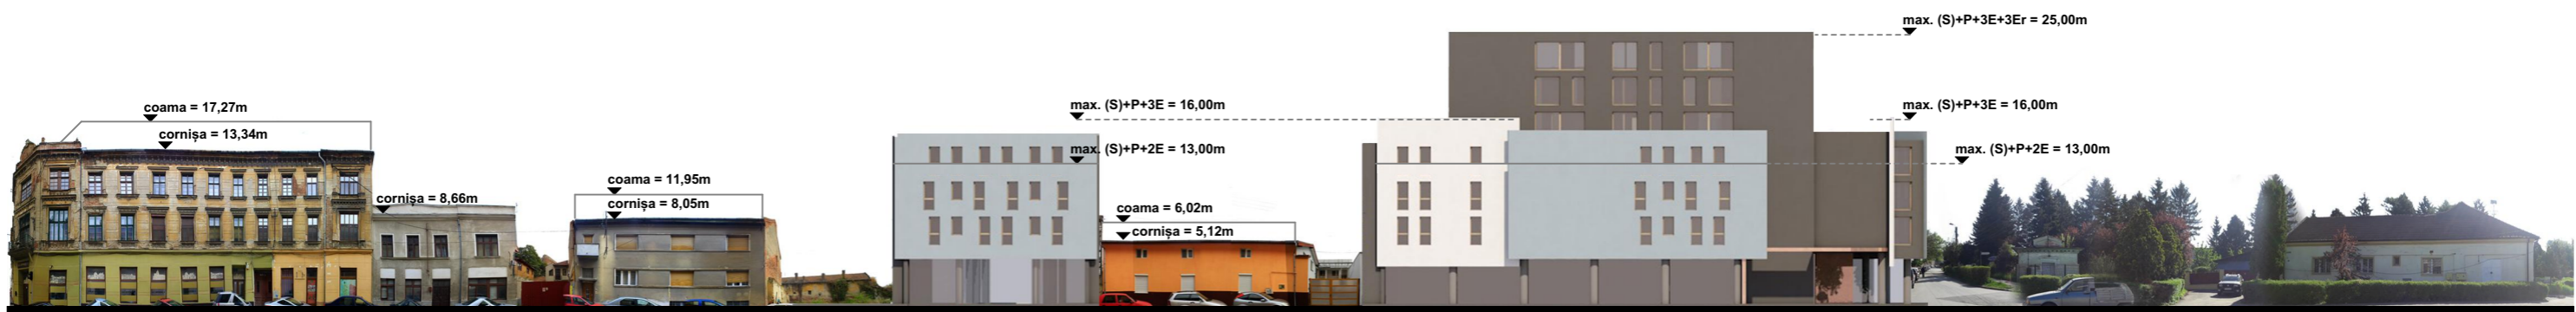 coama = 17,27m
cornișa = 13,34m
cornișa = 8,66m
coama = 11,95m
cornișa = 8,05m
max. (S)+P+3E = 16,00m
max. (S)+P+2E = 13,00m
coama = 6,02m
cornișa = 5,12m
max. (S)+P+3E+3Er = 25,00m
max. (S)+P+3E = 16,00m
max. (S)+P+2E = 13,00m